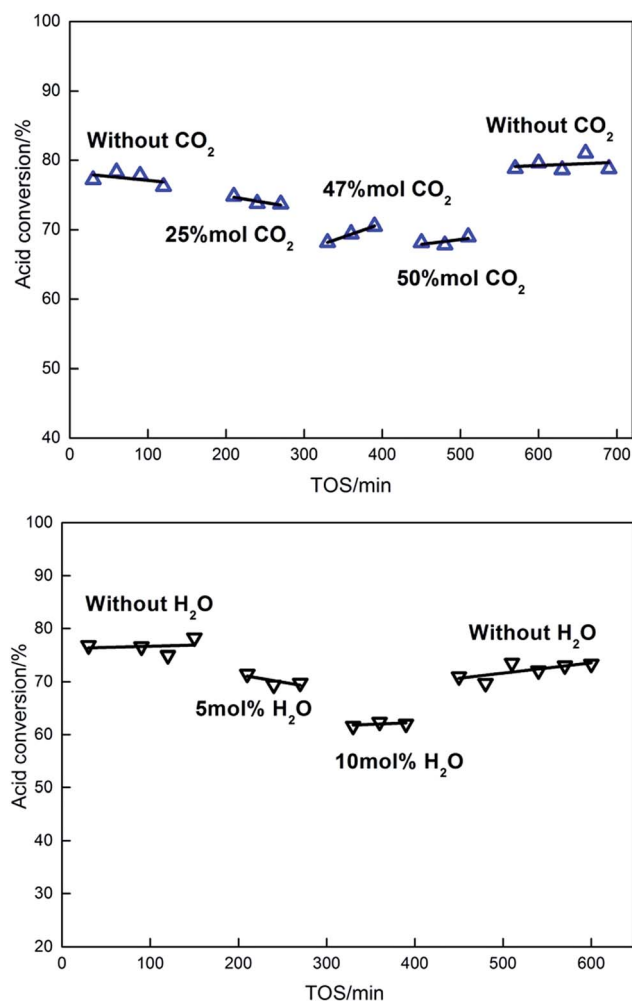 100
90
80
70
60
50
40
Acid conversion/%
Without CO₂
25%mol CO₂
47%mol CO₂
50%mol CO₂
Without CO₂
0 100 200 300 400 500 600 700
TOS/min
100
90
80
70
60
50
40
30
20
Acid conversion/%
Without H₂O
5mol% H₂O
10mol% H₂O
Without H₂O
0 100 200 300 400 500 600
TOS/min